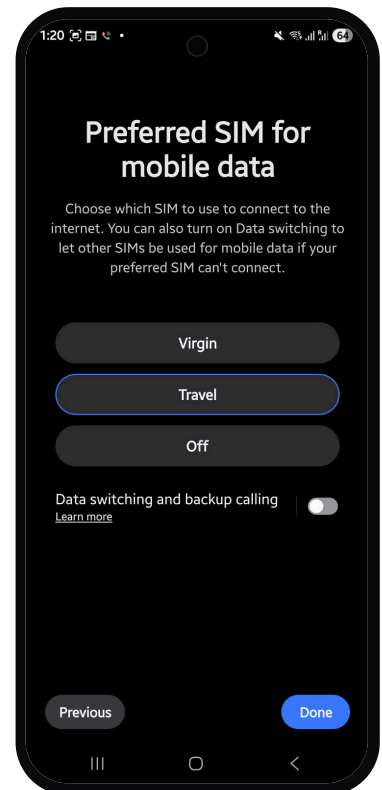 1:20
64
Preferred SIM for
mobile data
Choose which SIM to use to connect to the
internet. You can also turn on Data switching to
let other SIMs be used for mobile data if your
preferred SIM can't connect.
Virgin
Travel
Off
Data switching and backup calling
Learn more
Previous
Done